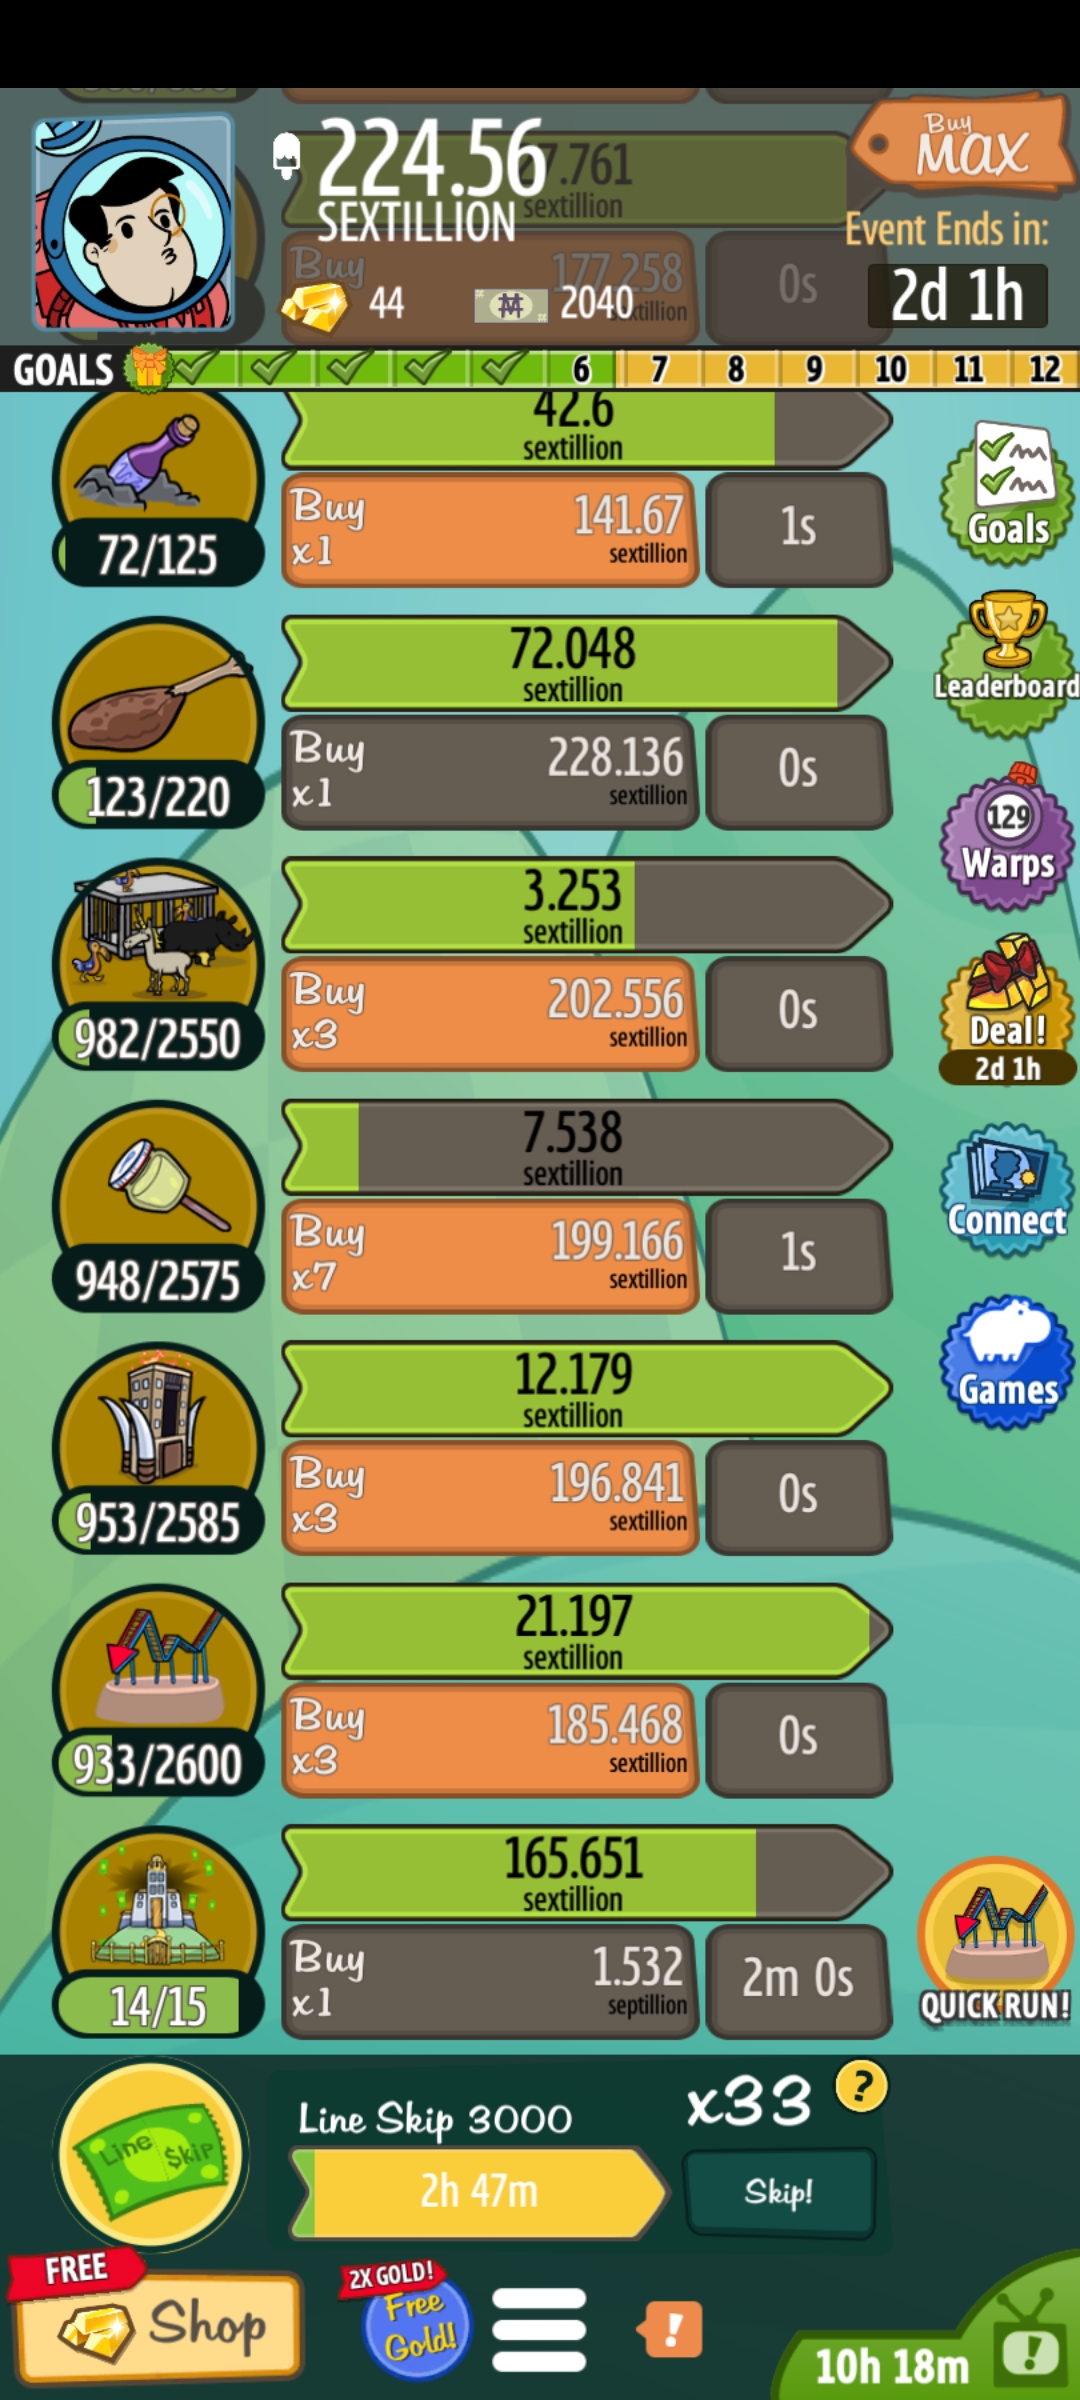 224.56
SEXTILLION
Buy
MAX
Event Ends in:
2d 1h
44
2040
7.761
sextillion
Buy
177.258
0s
GOALS
6
7
8
9
10
11
12
42.6
sextillion
Buy
x1
141.67
sextillion
1s
72/125
Goals
72.048
sextillion
Buy
x1
228.136
sextillion
0s
123/220
Leaderboard
129
Warps
3.253
sextillion
Buy
x3
202.556
sextillion
0s
982/2550
Deal!
2d 1h
7.538
sextillion
Buy
x7
199.166
sextillion
1s
948/2575
Connect
12.179
sextillion
Buy
x3
196.841
sextillion
0s
953/2585
Games
21.197
sextillion
Buy
x3
185.468
sextillion
0s
933/2600
165.651
sextillion
Buy
x1
1.532
septillion
2m 0s
14/15
QUICK RUN!
Line $kip
Line Skip 3000
2h 47m
x33
?
Skip!
FREE
Shop
2X GOLD!
Free
Gold!
!
10h 18m
!